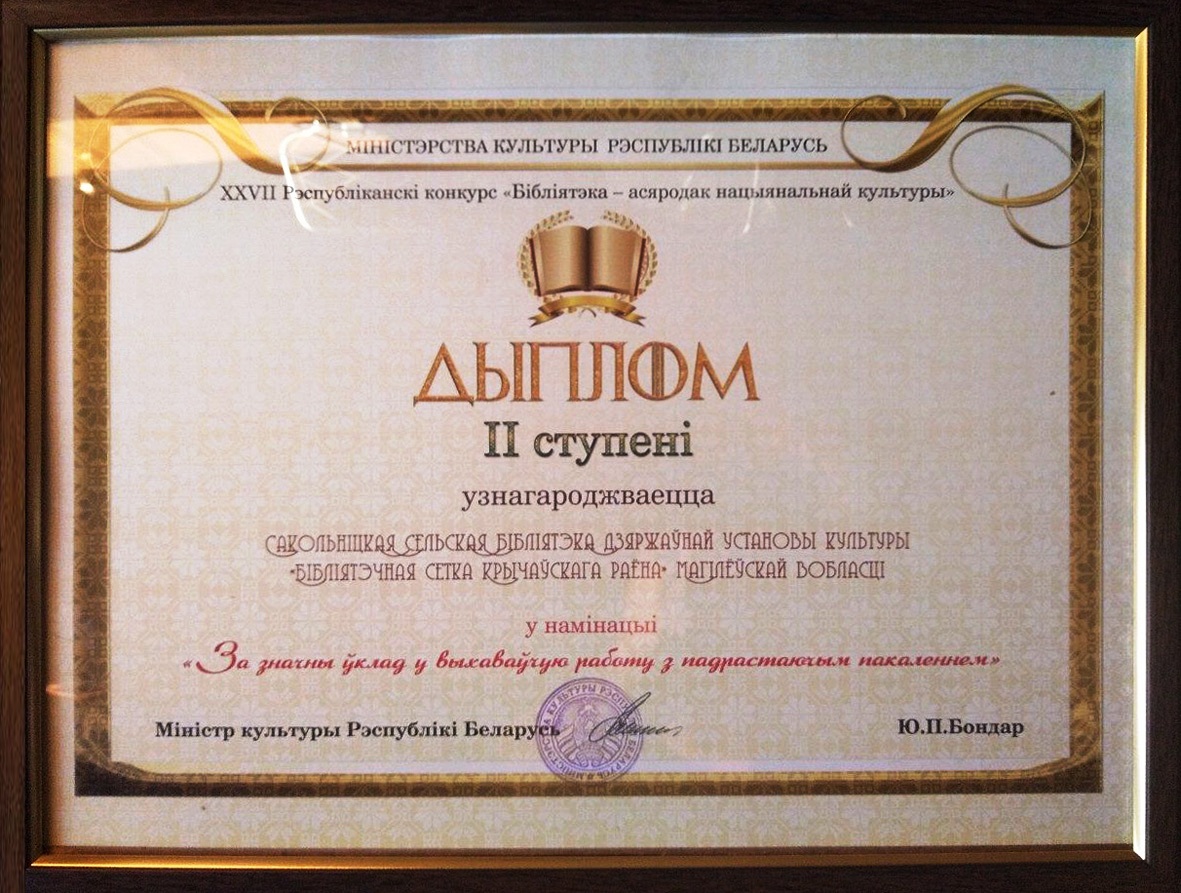 МІНІСТЭРСТВА КУЛЬТУРЫ РЭСПУБЛІКІ БЕЛАРУСЬ
XXVII Рэспубліканскі конкурс «Бібліятэка – асяродак нацыянальнай культуры»
ДЫПЛОМ
II ступені
узнагароджваецца
САКОЛЬНІЦКАЯ СЕЛЬСКАЯ БІБЛІЯТЭКА ДЗЯРЖАЎНАЙ УСТАНОВЫ КУЛЬТУРЫ
«БІБЛІЯТЭЧНАЯ СЕТКА КРЫЧАЎСКАГА РАЁНА» МАГІЛЁЎСКАЙ ВОБЛАСЦІ
у намінацыі
«За значны ўклад у выхаваўчую работу з падрастаючым пакаленнем»
Міністр культуры Рэспублікі Беларусь Ю.П.Бондар